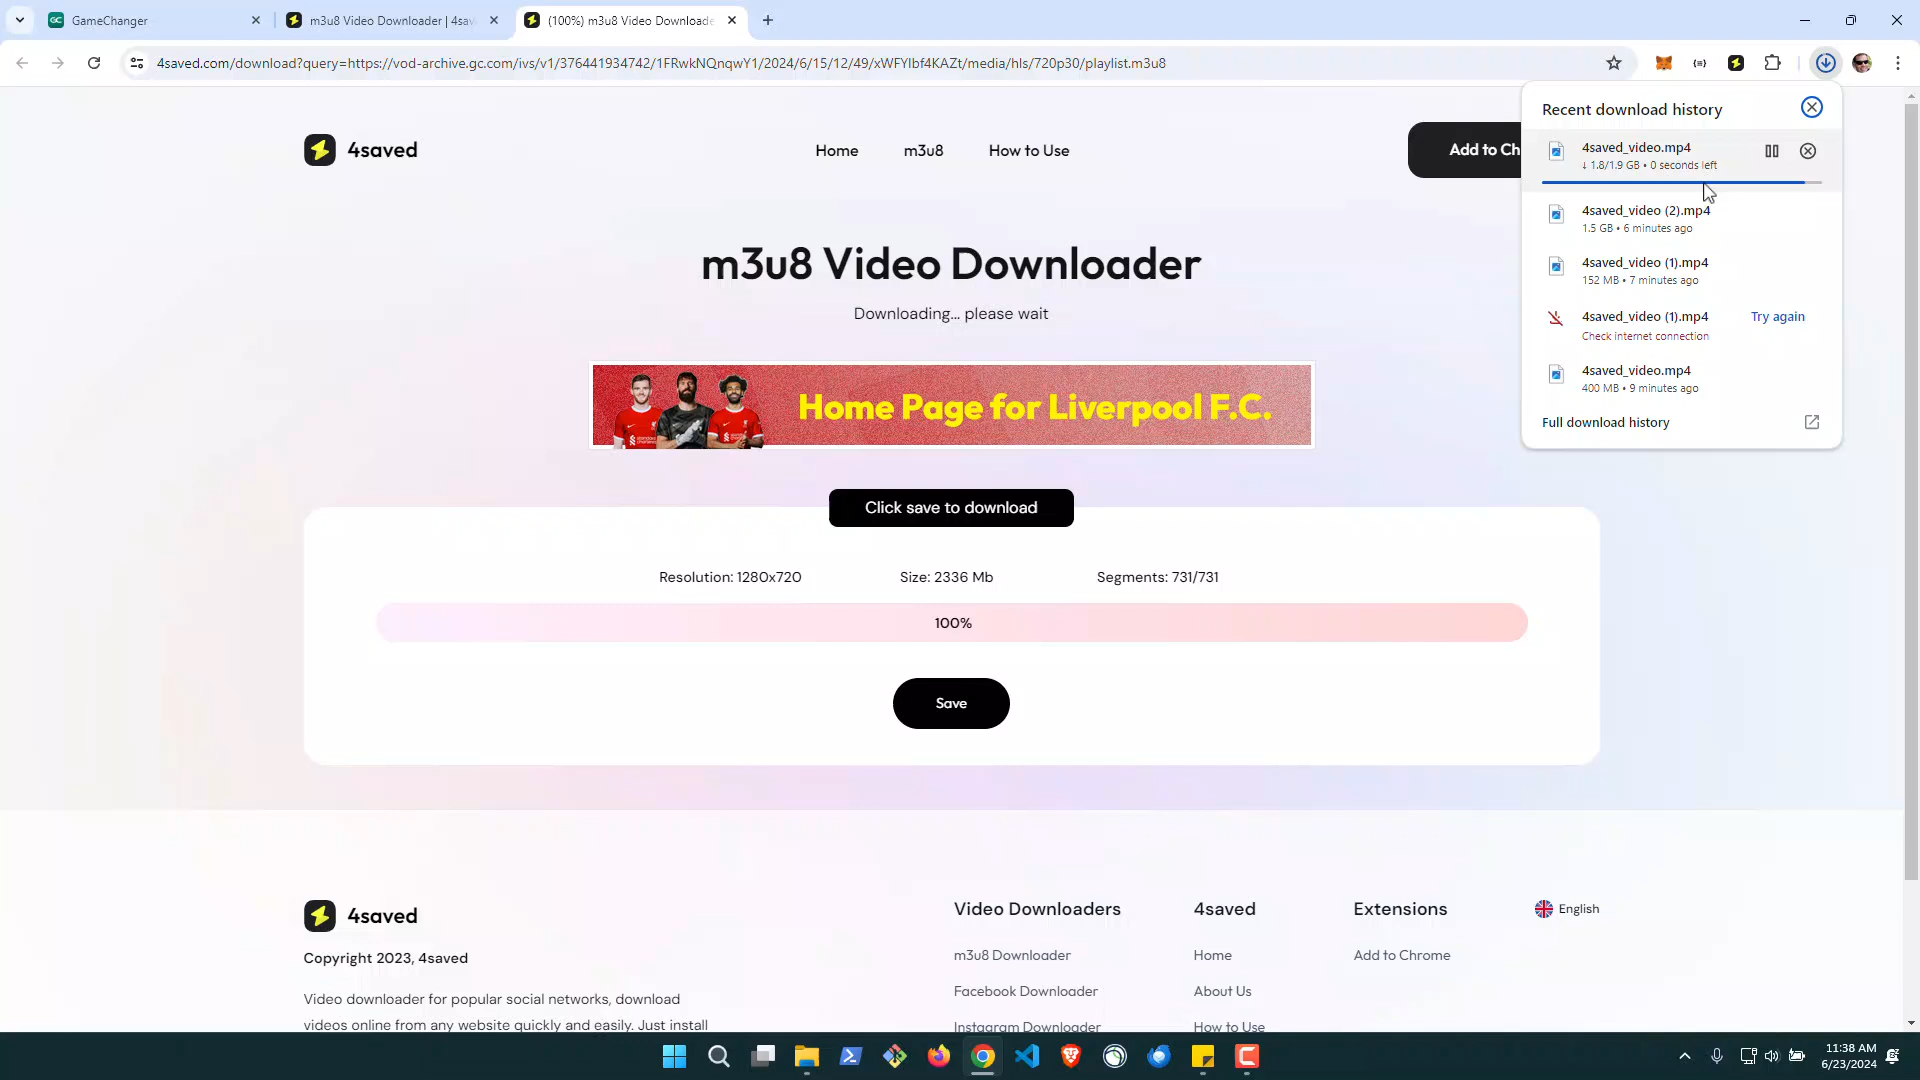 GC GameChanger
m3u8 Video Downloader | 4sav
(100%) m3u8 Video Downloade
4saved.com/download?query=https://vod-archive.gc.com/ivs/v1/376441934742/1FRwkNQnqwY1/2024/6/15/12/49/xWFYlbf4KAZt/media/hls/720p30/playlist.m3u8
Recent download history
4saved_video.mp4
↓ 1.8/1.9 GB • 0 seconds left
4saved_video (2).mp4
1.5 GB • 6 minutes ago
4saved_video (1).mp4
152 MB • 7 minutes ago
4saved_video (1).mp4
Try again
Check internet connection
4saved_video.mp4
400 MB • 9 minutes ago
Full download history
4saved
Home
m3u8
How to Use
Add to Ch
m3u8 Video Downloader
Downloading... please wait
Home Page for Liverpool F.C.
Click save to download
Resolution: 1280x720
Size: 2336 Mb
Segments: 731/731
100%
Save
4saved
Video Downloaders
4saved
Extensions
English
Copyright 2023, 4saved
m3u8 Downloader
Home
Add to Chrome
Video downloader for popular social networks, download
Facebook Downloader
About Us
videos online from any website quickly and easily. Just install
Instagram Downloader
How to Use
11:38 AM
6/23/2024